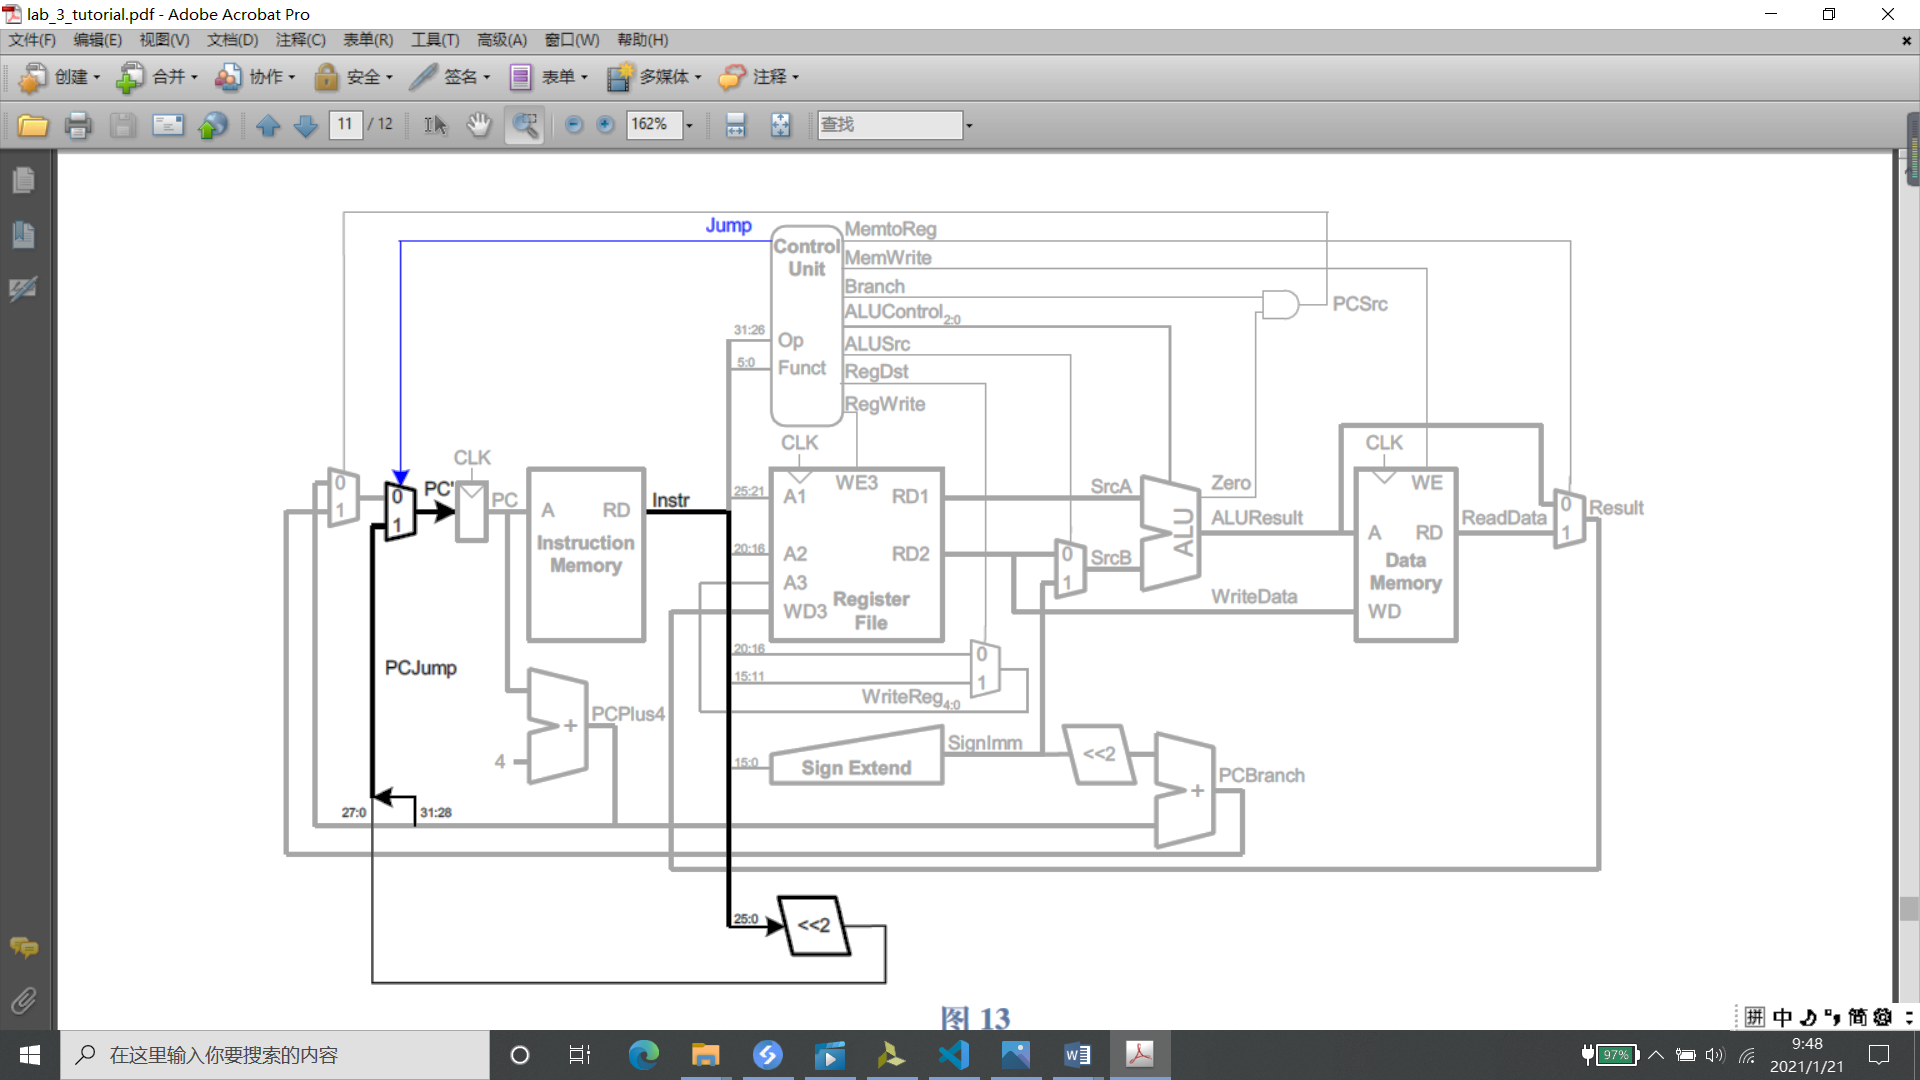 lab_3_tutorial.pdf - Adobe Acrobat Pro
文件(F) 编辑(E) 视图(V) 文档(D) 注释(C) 表单(R) 工具(T) 高级(A) 窗口(W) 帮助(H)
创建 合并 协作 安全 签名 表单 多媒体 注释
11 / 12 162% 查找
Jump
Control Unit
MemtoReg
MemWrite
Branch
ALUControl2:0
PCSrc
31:26 Op
ALUSrc
5:0 Funct
RegDst
RegWrite
CLK
CLK
CLK
0
1
0
1
PC'
PC
A RD
Instruction Memory
Instr
25:21 A1
WE3
RD1
SrcA
Zero
ALU
ALUResult
WE
A RD
ReadData
0
1
Result
20:16 A2
RD2
0
1
SrcB
Data Memory
A3
WD3
Register File
WriteData
WD
20:16
0
15:11
1
WriteReg4:0
PCJump
PCPlus4
+
4
SignImm
15:0
Sign Extend
<<2
PCBranch
+
27:0
31:28
25:0
<<2
图 13
拼 中 简
在这里输入你要搜索的内容
97%
9:48
2021/1/21